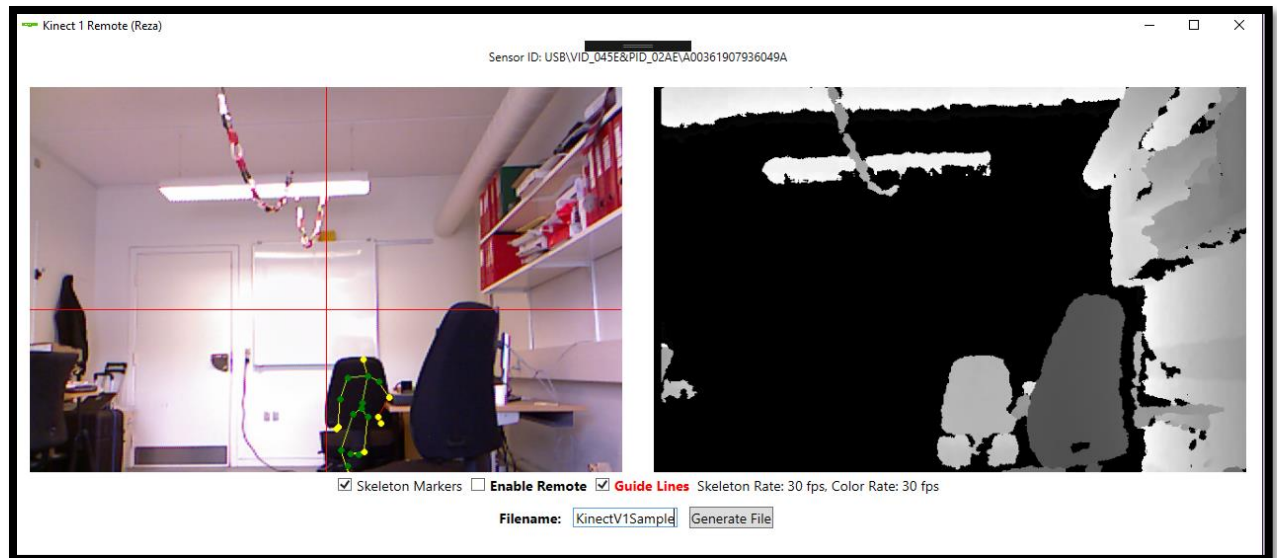 Kinect 1 Remote (Reza)
Sensor ID: USB\VID_045E&PID_02AE\A00361907936049A
Skeleton Markers Enable Remote Guide Lines Skeleton Rate: 30 fps, Color Rate: 30 fps
Filename: KinectV1Sample Generate File